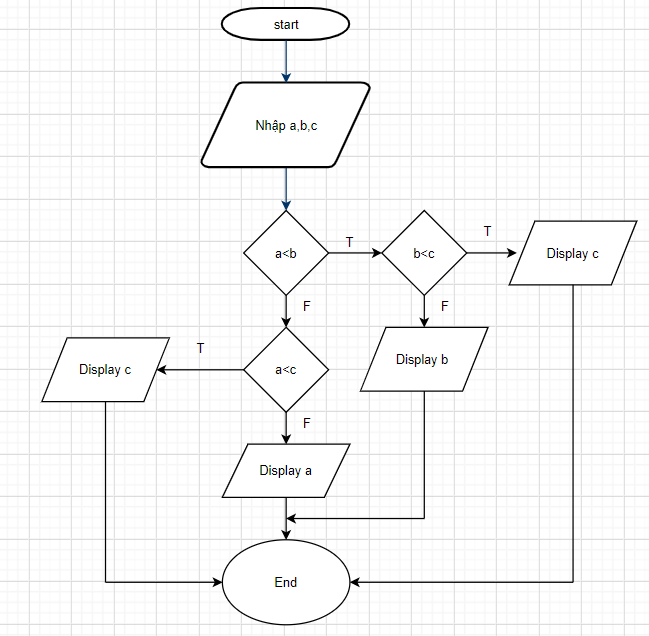 start
Nhập a,b,c
a<b
T
b<c
T
Display c
F
F
Display c
T
a<c
Display b
F
Display a
End